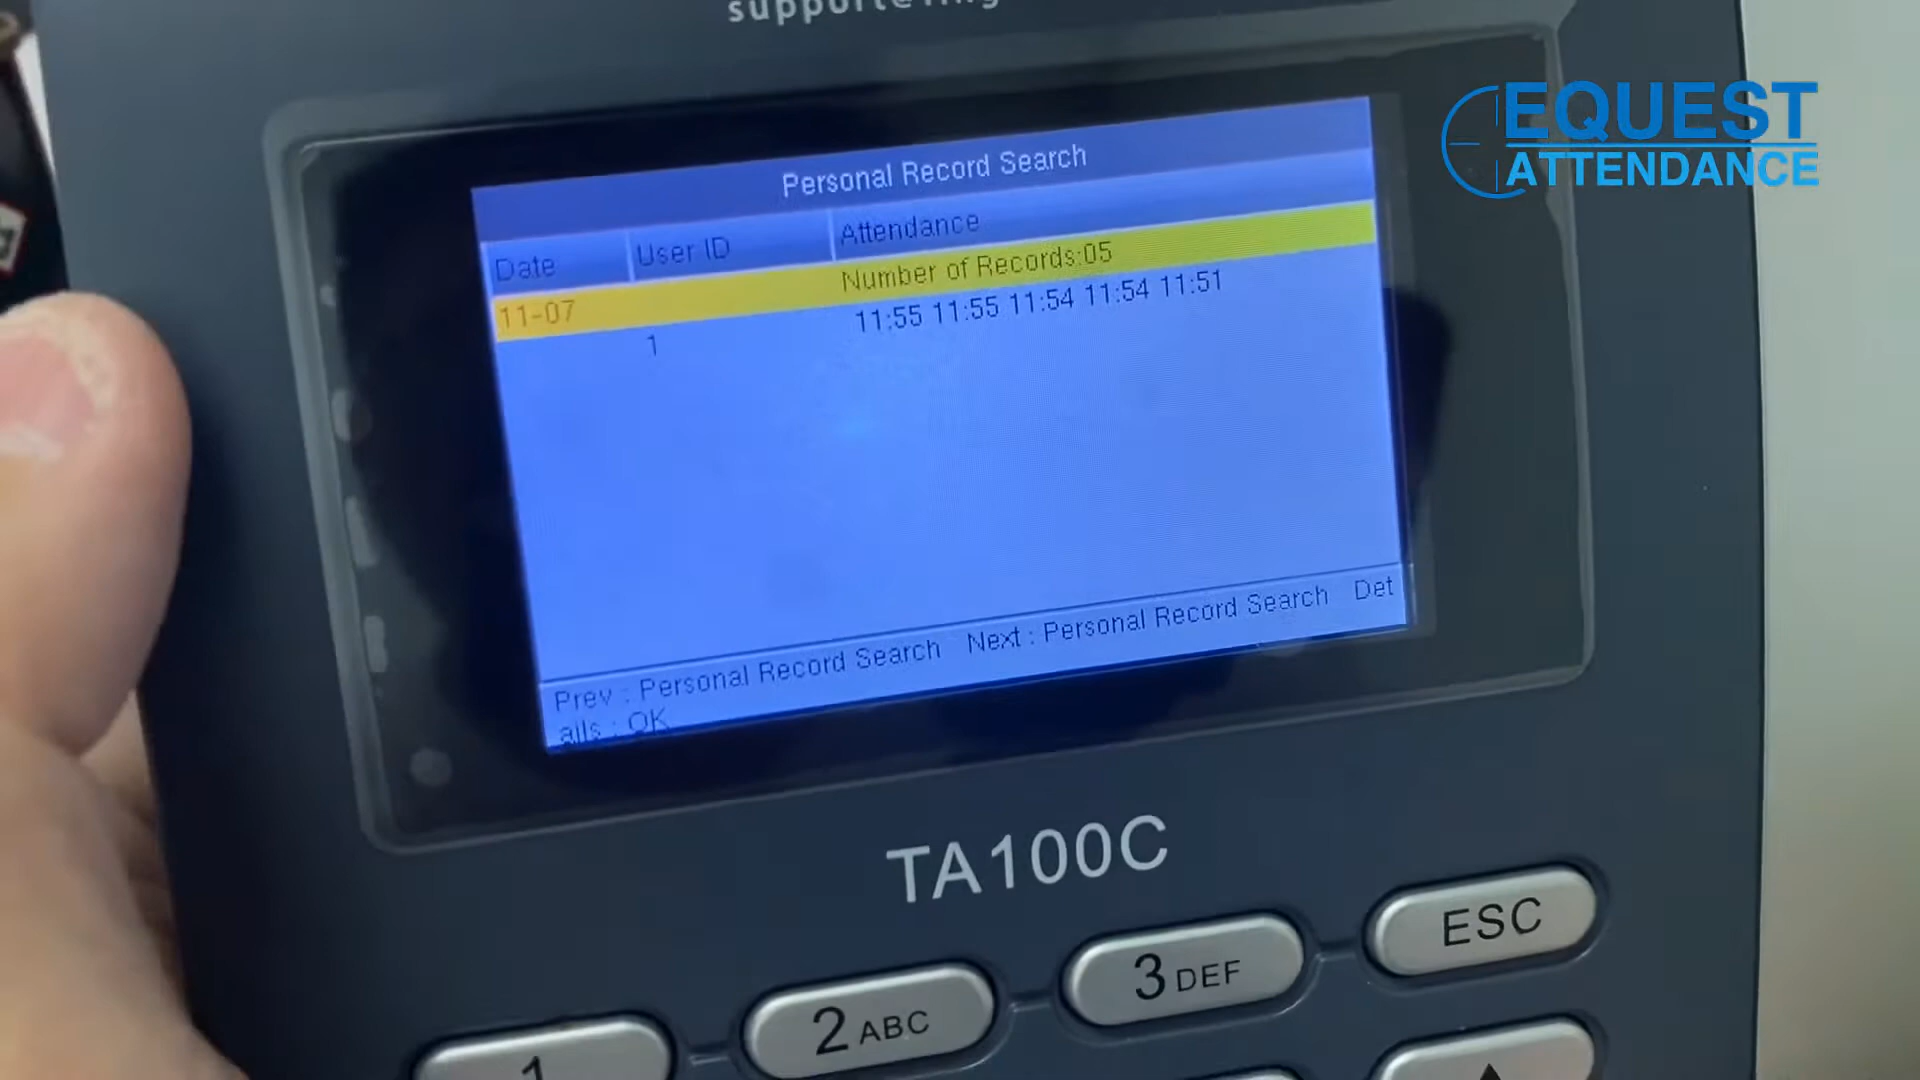 EQUEST
ATTENDANCE
Personal Record Search
Date User ID Attendance
11-07 Number of Records:05
1 11:55 11:55 11:54 11:54 11:51
Prev : Personal Record Search Next : Personal Record Search Det
ails : OK
TA100C
1
2 ABC
3 DEF
ESC